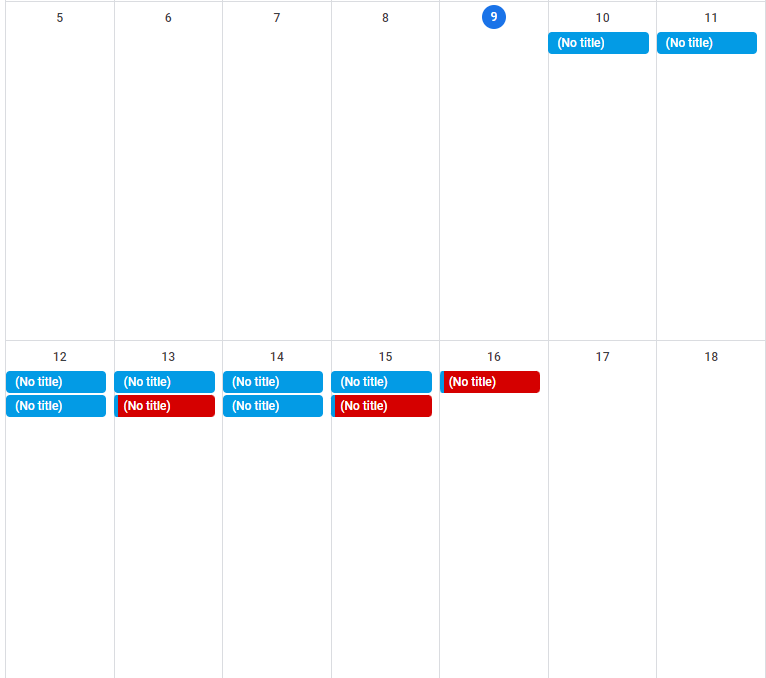 5 6 7 8 9 10 11
(No title) (No title)
12 13 14 15 16 17 18
(No title) (No title) (No title) (No title) (No title)
(No title) (No title) (No title) (No title)